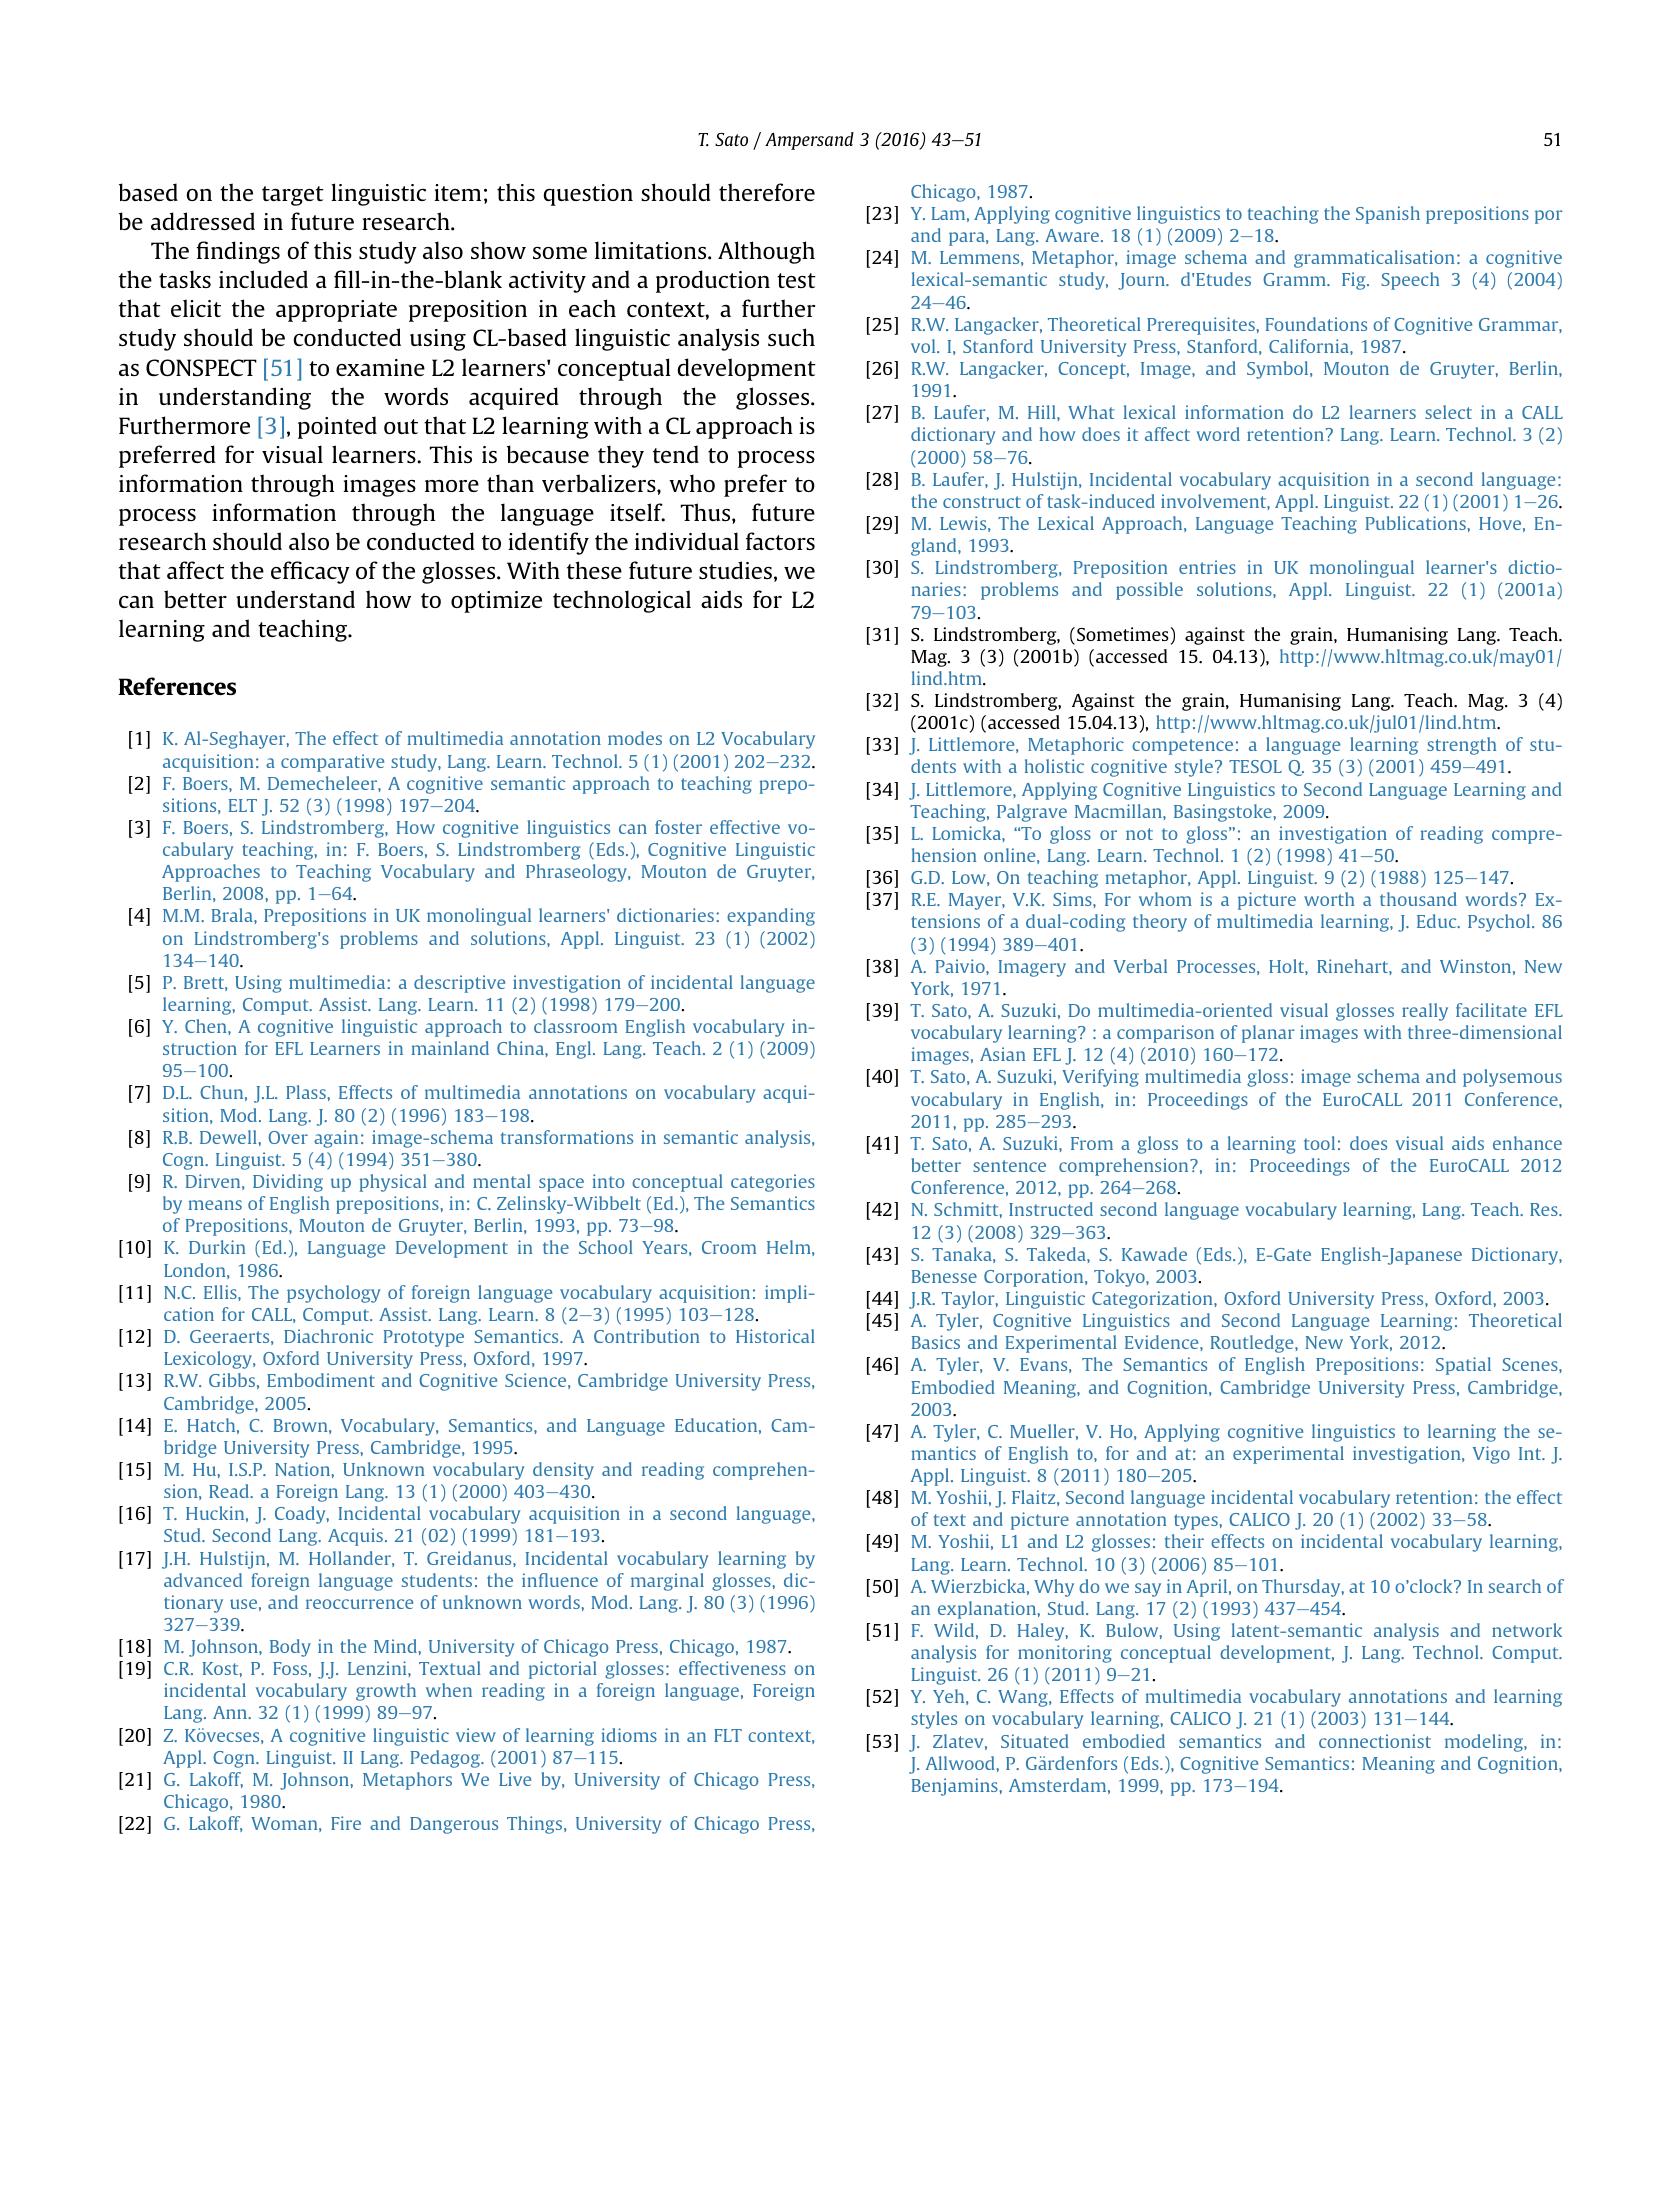 T. Sato / Ampersand 3 (2016) 43—51
51
based on the target linguistic item; this question should therefore
be addressed in future research.
The findings of this study also show some limitations. Although
the tasks included a fill-in-the-blank activity and a production test
that elicit the appropriate preposition in each context, a further
study should be conducted using CL-based linguistic analysis such
as CONSPECT [51] to examine L2 learners' conceptual development
in understanding the words acquired through the glosses.
Furthermore [3], pointed out that L2 learning with a CL approach is
preferred for visual learners. This is because they tend to process
information through images more than verbalizers, who prefer to
process information through the language itself. Thus, future
research should also be conducted to identify the individual factors
that affect the efficacy of the glosses. With these future studies, we
can better understand how to optimize technological aids for L2
learning and teaching.
References
[1] K. Al-Seghayer, The effect of multimedia annotation modes on L2 Vocabulary
acquisition: a comparative study, Lang. Learn. Technol. 5 (1) (2001) 202—232.
[2] F. Boers, M. Demecheleer, A cognitive semantic approach to teaching prepo-
sitions, ELT J. 52 (3) (1998) 197—204.
[3] F. Boers, S. Lindstromberg, How cognitive linguistics can foster effective vo-
cabulary teaching, in: F. Boers, S. Lindstromberg (Eds.), Cognitive Linguistic
Approaches to Teaching Vocabulary and Phraseology, Mouton de Gruyter,
Berlin, 2008, pp. 1—64.
[4] M.M. Brala, Prepositions in UK monolingual learners' dictionaries: expanding
on Lindstromberg's problems and solutions, Appl. Linguist. 23 (1) (2002)
134—140.
[5] P. Brett, Using multimedia: a descriptive investigation of incidental language
learning, Comput. Assist. Lang. Learn. 11 (2) (1998) 179—200.
[6] Y. Chen, A cognitive linguistic approach to classroom English vocabulary in-
struction for EFL Learners in mainland China, Engl. Lang. Teach. 2 (1) (2009)
95—100.
[7] D.L. Chun, J.L. Plass, Effects of multimedia annotations on vocabulary acqui-
sition, Mod. Lang. J. 80 (2) (1996) 183—198.
[8] R.B. Dewell, Over again: image-schema transformations in semantic analysis,
Cogn. Linguist. 5 (4) (1994) 351—380.
[9] R. Dirven, Dividing up physical and mental space into conceptual categories
by means of English prepositions, in: C. Zelinsky-Wibbelt (Ed.), The Semantics
of Prepositions, Mouton de Gruyter, Berlin, 1993, pp. 73—98.
[10] K. Durkin (Ed.), Language Development in the School Years, Croom Helm,
London, 1986.
[11] N.C. Ellis, The psychology of foreign language vocabulary acquisition: impli-
cation for CALL, Comput. Assist. Lang. Learn. 8 (2—3) (1995) 103—128.
[12] D. Geeraerts, Diachronic Prototype Semantics. A Contribution to Historical
Lexicology, Oxford University Press, Oxford, 1997.
[13] R.W. Gibbs, Embodiment and Cognitive Science, Cambridge University Press,
Cambridge, 2005.
[14] E. Hatch, C. Brown, Vocabulary, Semantics, and Language Education, Cam-
bridge University Press, Cambridge, 1995.
[15] M. Hu, I.S.P. Nation, Unknown vocabulary density and reading comprehen-
sion, Read. a Foreign Lang. 13 (1) (2000) 403—430.
[16] T. Huckin, J. Coady, Incidental vocabulary acquisition in a second language,
Stud. Second Lang. Acquis. 21 (02) (1999) 181—193.
[17] J.H. Hulstijn, M. Hollander, T. Greidanus, Incidental vocabulary learning by
advanced foreign language students: the influence of marginal glosses, dic-
tionary use, and reoccurrence of unknown words, Mod. Lang. J. 80 (3) (1996)
327—339.
[18] M. Johnson, Body in the Mind, University of Chicago Press, Chicago, 1987.
[19] C.R. Kost, P. Foss, J.J. Lenzini, Textual and pictorial glosses: effectiveness on
incidental vocabulary growth when reading in a foreign language, Foreign
Lang. Ann. 32 (1) (1999) 89—97.
[20] Z. Kövecses, A cognitive linguistic view of learning idioms in an FLT context,
Appl. Cogn. Linguist. II Lang. Pedagog. (2001) 87—115.
[21] G. Lakoff, M. Johnson, Metaphors We Live by, University of Chicago Press,
Chicago, 1980.
[22] G. Lakoff, Woman, Fire and Dangerous Things, University of Chicago Press,
Chicago, 1987.
[23] Y. Lam, Applying cognitive linguistics to teaching the Spanish prepositions por
and para, Lang. Aware. 18 (1) (2009) 2—18.
[24] M. Lemmens, Metaphor, image schema and grammaticalisation: a cognitive
lexical-semantic study, Journ. d'Etudes Gramm. Fig. Speech 3 (4) (2004)
24—46.
[25] R.W. Langacker, Theoretical Prerequisites, Foundations of Cognitive Grammar,
vol. I, Stanford University Press, Stanford, California, 1987.
[26] R.W. Langacker, Concept, Image, and Symbol, Mouton de Gruyter, Berlin,
1991.
[27] B. Laufer, M. Hill, What lexical information do L2 learners select in a CALL
dictionary and how does it affect word retention? Lang. Learn. Technol. 3 (2)
(2000) 58—76.
[28] B. Laufer, J. Hulstijn, Incidental vocabulary acquisition in a second language:
the construct of task-induced involvement, Appl. Linguist. 22 (1) (2001) 1—26.
[29] M. Lewis, The Lexical Approach, Language Teaching Publications, Hove, En-
gland, 1993.
[30] S. Lindstromberg, Preposition entries in UK monolingual learner's dictio-
naries: problems and possible solutions, Appl. Linguist. 22 (1) (2001a)
79—103.
[31] S. Lindstromberg, (Sometimes) against the grain, Humanising Lang. Teach.
Mag. 3 (3) (2001b) (accessed 15. 04.13), http://www.hltmag.co.uk/may01/
lind.htm.
[32] S. Lindstromberg, Against the grain, Humanising Lang. Teach. Mag. 3 (4)
(2001c) (accessed 15.04.13), http://www.hltmag.co.uk/jul01/lind.htm.
[33] J. Littlemore, Metaphoric competence: a language learning strength of stu-
dents with a holistic cognitive style? TESOL Q. 35 (3) (2001) 459—491.
[34] J. Littlemore, Applying Cognitive Linguistics to Second Language Learning and
Teaching, Palgrave Macmillan, Basingstoke, 2009.
[35] L. Lomicka, “To gloss or not to gloss”: an investigation of reading compre-
hension online, Lang. Learn. Technol. 1 (2) (1998) 41—50.
[36] G.D. Low, On teaching metaphor, Appl. Linguist. 9 (2) (1988) 125—147.
[37] R.E. Mayer, V.K. Sims, For whom is a picture worth a thousand words? Ex-
tensions of a dual-coding theory of multimedia learning, J. Educ. Psychol. 86
(3) (1994) 389—401.
[38] A. Paivio, Imagery and Verbal Processes, Holt, Rinehart, and Winston, New
York, 1971.
[39] T. Sato, A. Suzuki, Do multimedia-oriented visual glosses really facilitate EFL
vocabulary learning? : a comparison of planar images with three-dimensional
images, Asian EFL J. 12 (4) (2010) 160—172.
[40] T. Sato, A. Suzuki, Verifying multimedia gloss: image schema and polysemous
vocabulary in English, in: Proceedings of the EuroCALL 2011 Conference,
2011, pp. 285—293.
[41] T. Sato, A. Suzuki, From a gloss to a learning tool: does visual aids enhance
better sentence comprehension?, in: Proceedings of the EuroCALL 2012
Conference, 2012, pp. 264—268.
[42] N. Schmitt, Instructed second language vocabulary learning, Lang. Teach. Res.
12 (3) (2008) 329—363.
[43] S. Tanaka, S. Takeda, S. Kawade (Eds.), E-Gate English-Japanese Dictionary,
Benesse Corporation, Tokyo, 2003.
[44] J.R. Taylor, Linguistic Categorization, Oxford University Press, Oxford, 2003.
[45] A. Tyler, Cognitive Linguistics and Second Language Learning: Theoretical
Basics and Experimental Evidence, Routledge, New York, 2012.
[46] A. Tyler, V. Evans, The Semantics of English Prepositions: Spatial Scenes,
Embodied Meaning, and Cognition, Cambridge University Press, Cambridge,
2003.
[47] A. Tyler, C. Mueller, V. Ho, Applying cognitive linguistics to learning the se-
mantics of English to, for and at: an experimental investigation, Vigo Int. J.
Appl. Linguist. 8 (2011) 180—205.
[48] M. Yoshii, J. Flaitz, Second language incidental vocabulary retention: the effect
of text and picture annotation types, CALICO J. 20 (1) (2002) 33—58.
[49] M. Yoshii, L1 and L2 glosses: their effects on incidental vocabulary learning,
Lang. Learn. Technol. 10 (3) (2006) 85—101.
[50] A. Wierzbicka, Why do we say in April, on Thursday, at 10 o'clock? In search of
an explanation, Stud. Lang. 17 (2) (1993) 437—454.
[51] F. Wild, D. Haley, K. Bulow, Using latent-semantic analysis and network
analysis for monitoring conceptual development, J. Lang. Technol. Comput.
Linguist. 26 (1) (2011) 9—21.
[52] Y. Yeh, C. Wang, Effects of multimedia vocabulary annotations and learning
styles on vocabulary learning, CALICO J. 21 (1) (2003) 131—144.
[53] J. Zlatev, Situated embodied semantics and connectionist modeling, in:
J. Allwood, P. Gärdenfors (Eds.), Cognitive Semantics: Meaning and Cognition,
Benjamins, Amsterdam, 1999, pp. 173—194.